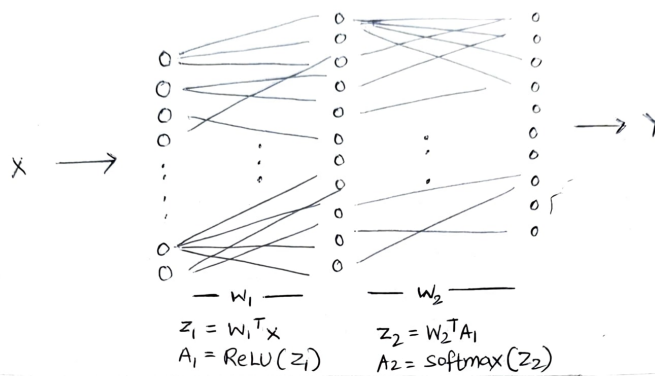 X
Y
W₁
W₂
Z₁ = W₁ᵀX
A₁ = ReLU(Z₁)
Z₂ = W₂ᵀA₁
A₂ = softmax(Z₂)